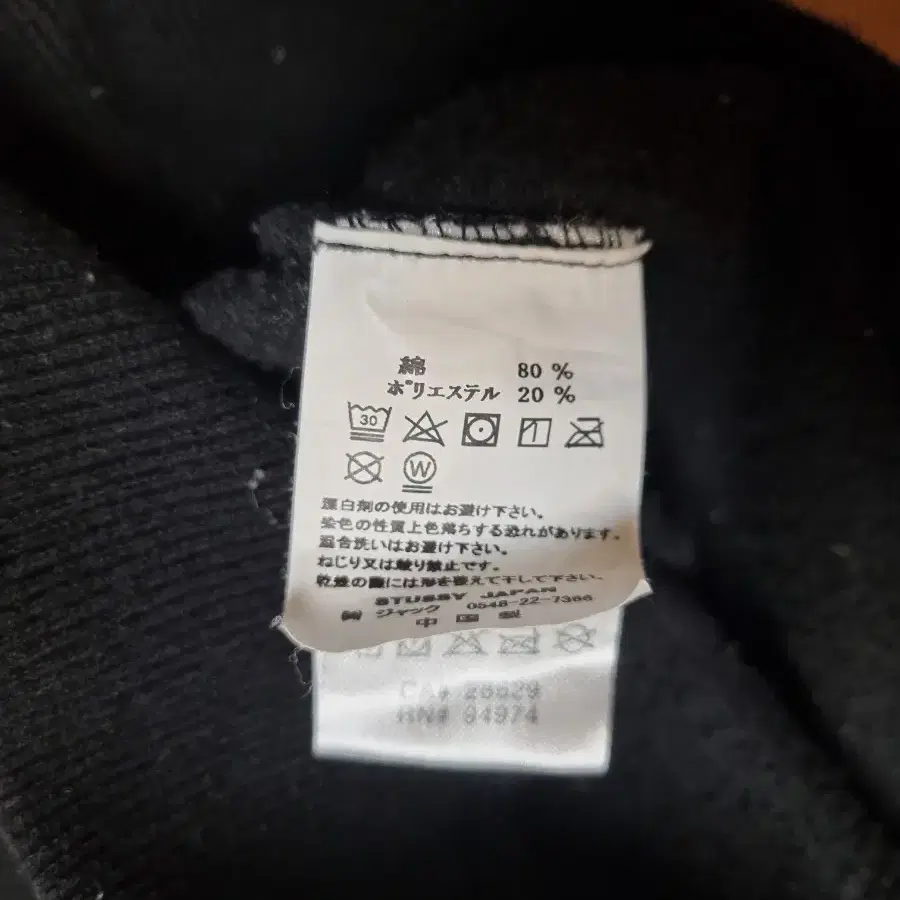 綿 80 %
ポリエステル 20 %
30
W
漂白剤の使用はお避け下さい。
染色の性質上色落ちする恐れがあります。
混合洗いはお避け下さい。
ねじり又は絞り禁止です。
乾燥の際には形を整えて干して下さい。
STUSSY JAPAN
㈲ ジャック 0548-22-7366
中 国 製
CA# 28829
RN# 94974